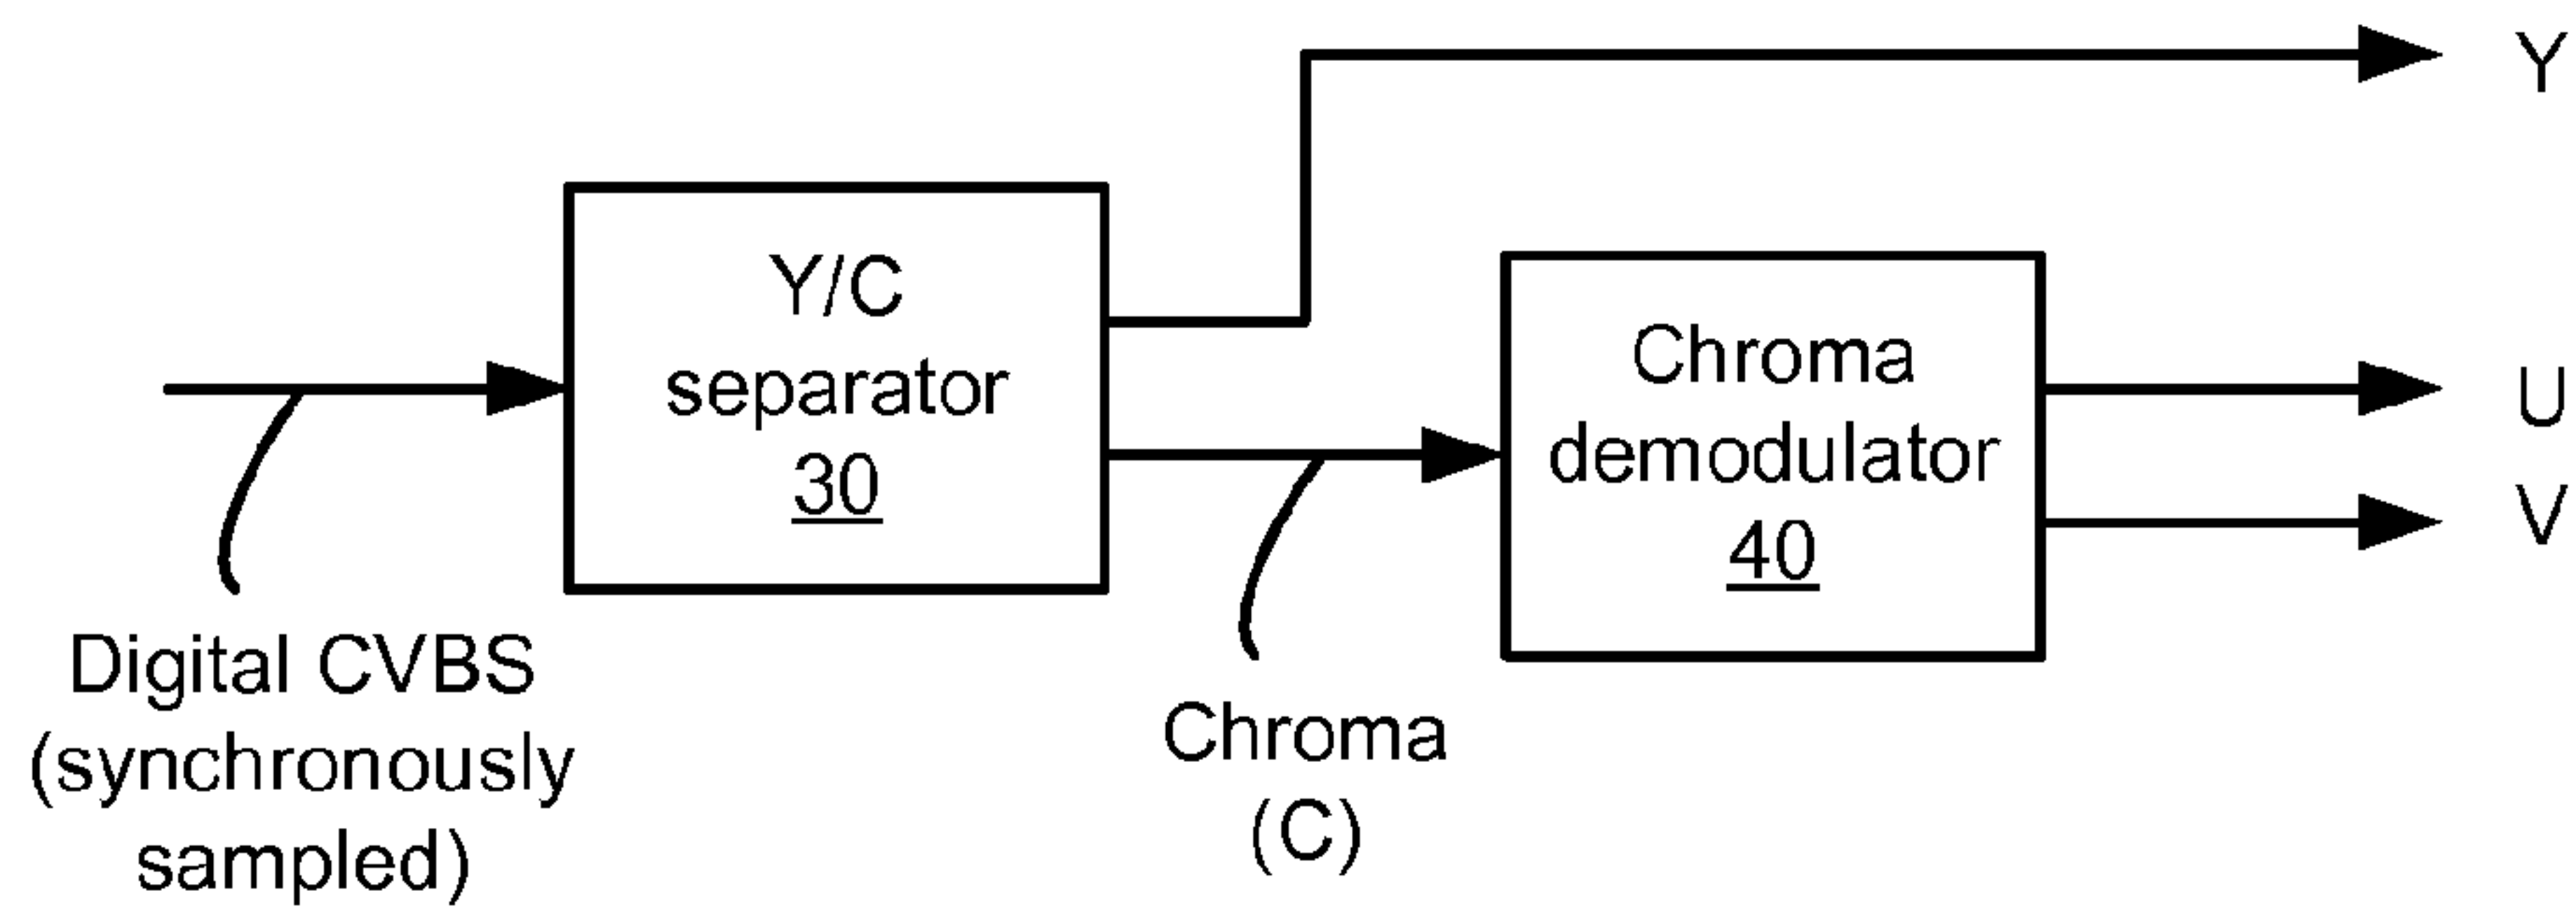 Y
Y/C
separator
30
Chroma
demodulator
40
U
V
Digital CVBS
(synchronously
sampled)
Chroma
(C)